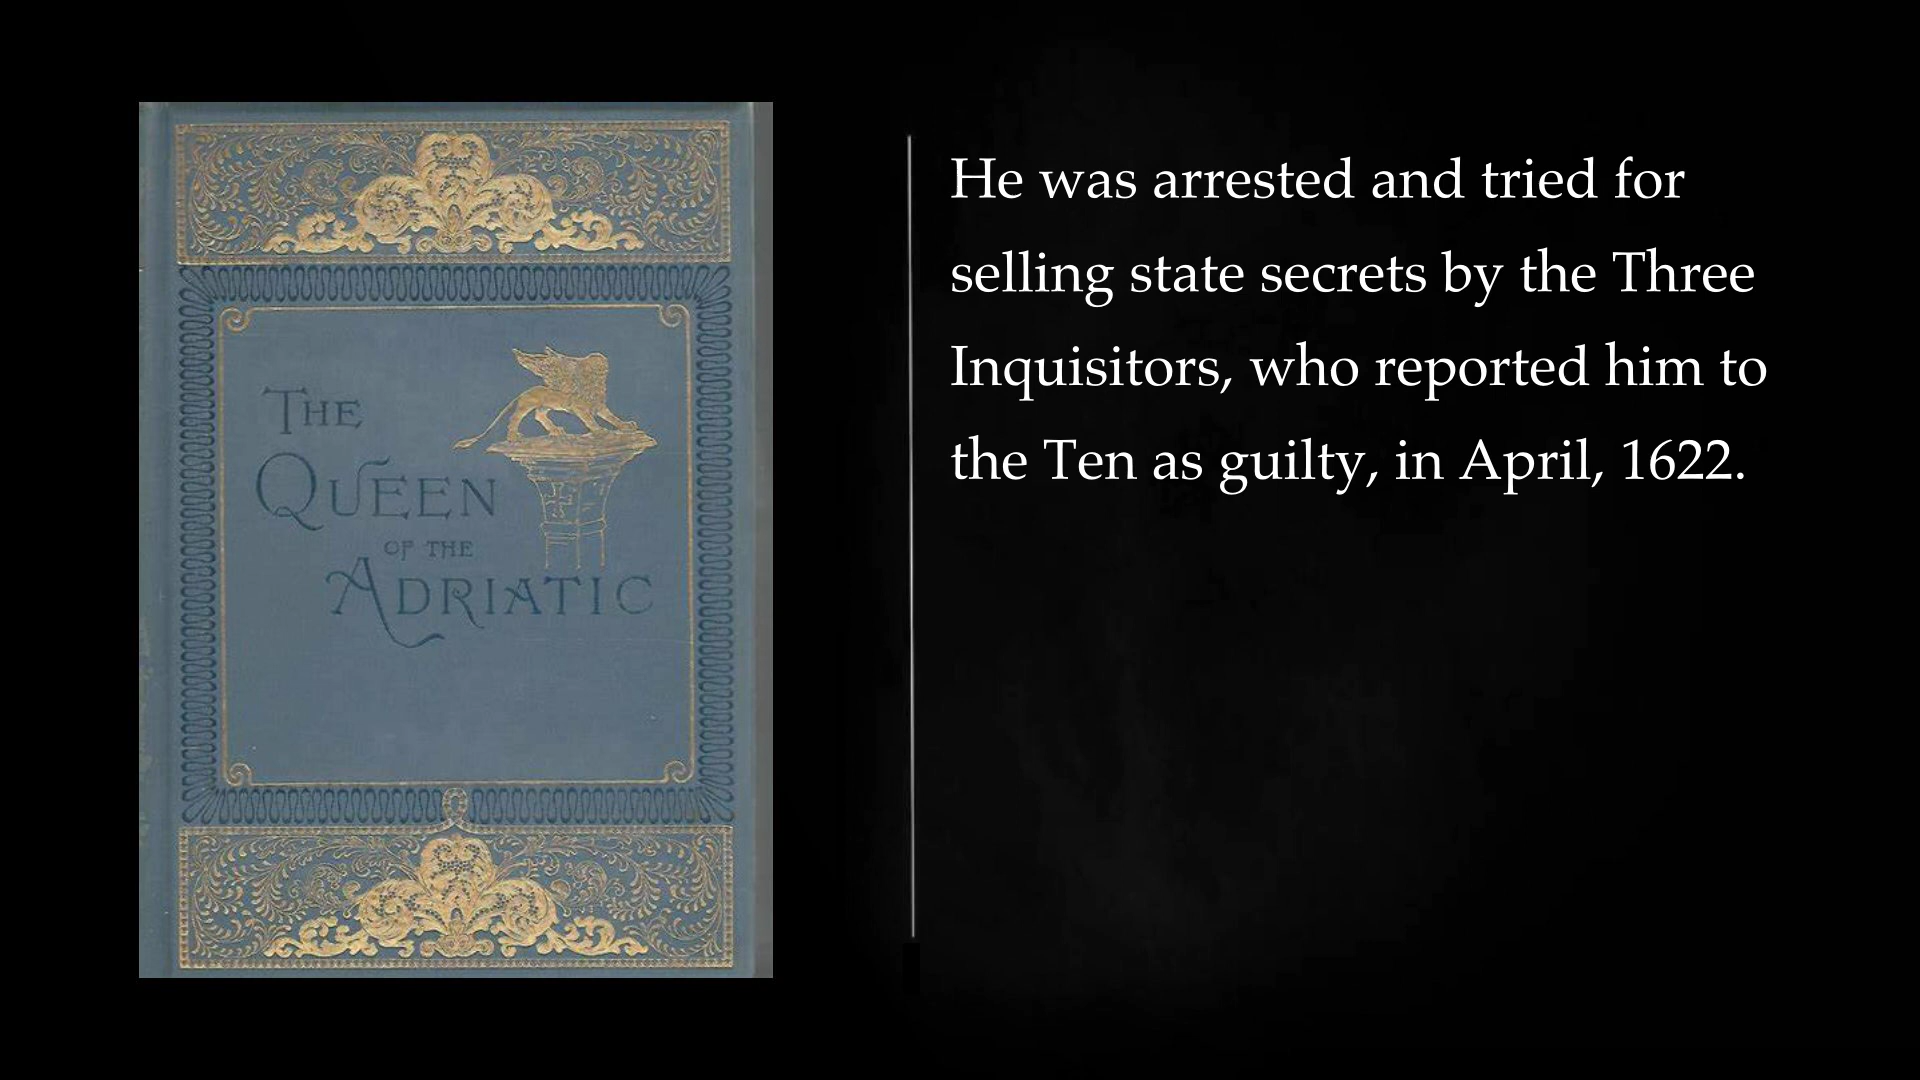 THE
QUEEN
OF THE
ADRIATIC
He was arrested and tried for
selling state secrets by the Three
Inquisitors, who reported him to
the Ten as guilty, in April, 1622.